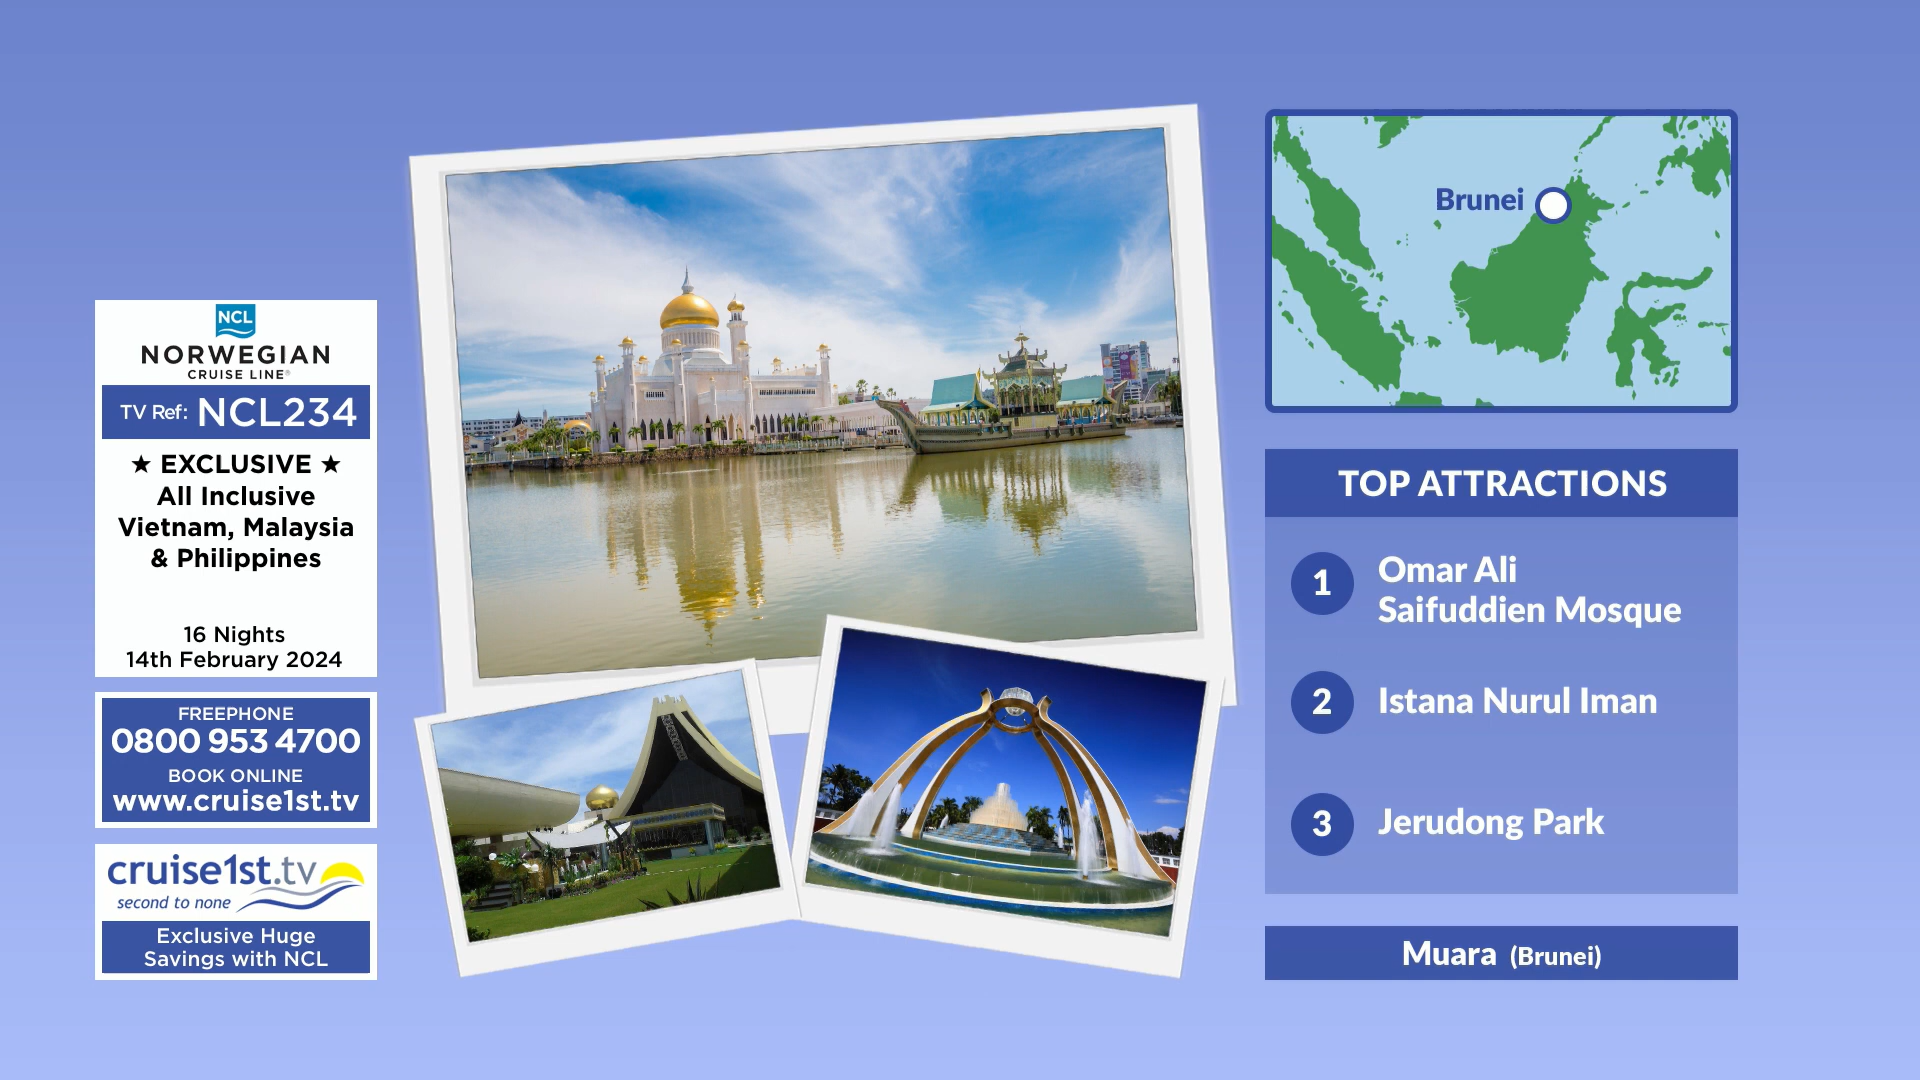 NCL
NORWEGIAN
CRUISE LINE®
TV Ref: NCL234
★ EXCLUSIVE ★
All Inclusive
Vietnam, Malaysia
& Philippines
16 Nights
14th February 2024
FREEPHONE
0800 953 4700
BOOK ONLINE
www.cruise1st.tv
cruise1st.tv
second to none
Exclusive Huge
Savings with NCL
Brunei
TOP ATTRACTIONS
1 Omar Ali
Saifuddien Mosque
2 Istana Nurul Iman
3 Jerudong Park
Muara (Brunei)